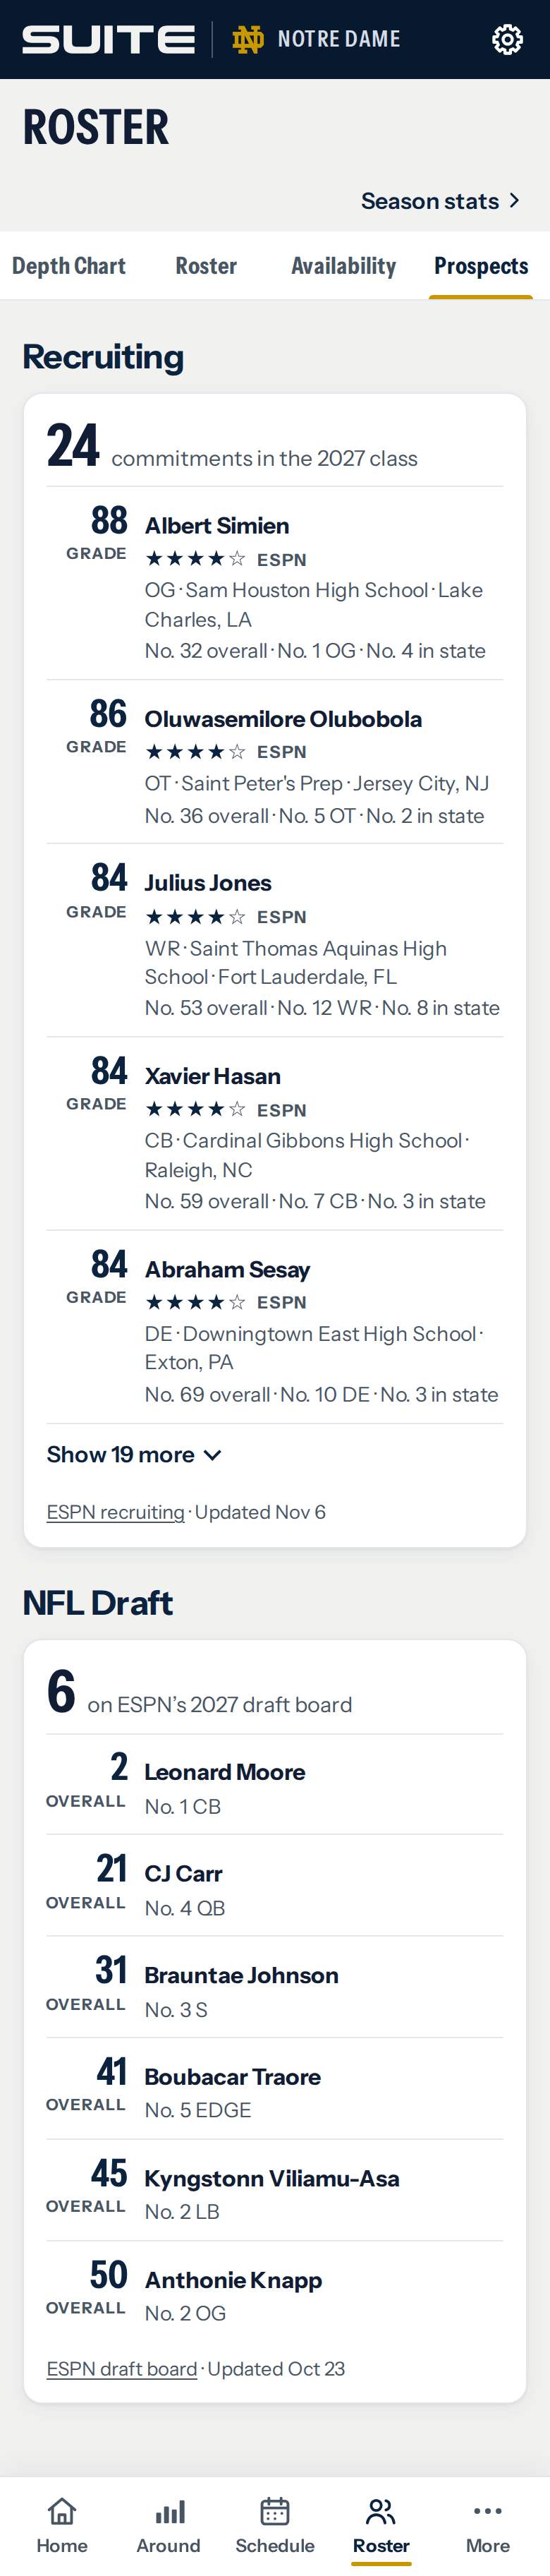 SUITE
NOTRE DAME
ROSTER
Season stats
Depth Chart Roster Availability Prospects
Recruiting
24 commitments in the 2027 class
88 Albert Simien
GRADE ★★★★☆ ESPN
OG · Sam Houston High School · Lake
Charles, LA
No. 32 overall · No. 1 OG · No. 4 in state
86 Oluwasemilore Olubobola
GRADE ★★★★☆ ESPN
OT · Saint Peter's Prep · Jersey City, NJ
No. 36 overall · No. 5 OT · No. 2 in state
84 Julius Jones
GRADE ★★★★☆ ESPN
WR · Saint Thomas Aquinas High
School · Fort Lauderdale, FL
No. 53 overall · No. 12 WR · No. 8 in state
84 Xavier Hasan
GRADE ★★★★☆ ESPN
CB · Cardinal Gibbons High School ·
Raleigh, NC
No. 59 overall · No. 7 CB · No. 3 in state
84 Abraham Sesay
GRADE ★★★★☆ ESPN
DE · Downingtown East High School ·
Exton, PA
No. 69 overall · No. 10 DE · No. 3 in state
Show 19 more
ESPN recruiting · Updated Nov 6
NFL Draft
6 on ESPN’s 2027 draft board
2 Leonard Moore
OVERALL No. 1 CB
21 CJ Carr
OVERALL No. 4 QB
31 Brauntae Johnson
OVERALL No. 3 S
41 Boubacar Traore
OVERALL No. 5 EDGE
45 Kyngstonn Viliamu-Asa
OVERALL No. 2 LB
50 Anthonie Knapp
OVERALL No. 2 OG
ESPN draft board · Updated Oct 23
Home Around Schedule Roster More